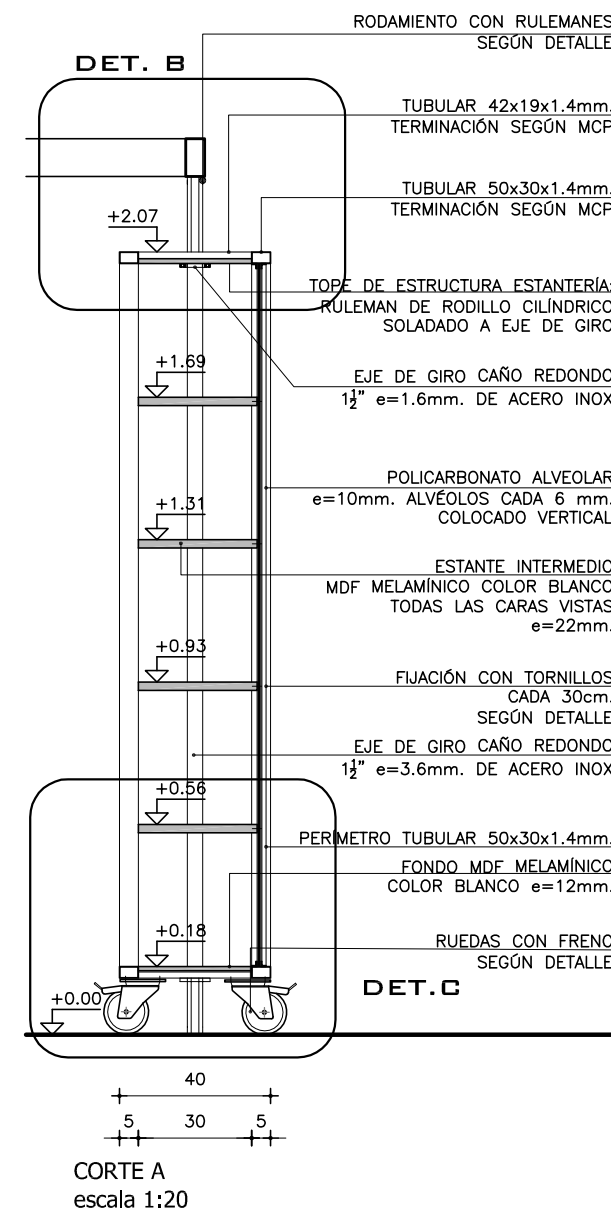 RODAMIENTO CON RULEMANES
SEGÚN DETALLE
DET. B
TUBULAR 42x19x1.4mm.
TERMINACIÓN SEGÚN MCP
TUBULAR 50x30x1.4mm.
TERMINACIÓN SEGÚN MCP
+2.07
TOPE DE ESTRUCTURA ESTANTERÍA:
RULEMAN DE RODILLO CILÍNDRICO
SOLADADO A EJE DE GIRO
+1.69
EJE DE GIRO CAÑO REDONDO
1½" e=1.6mm. DE ACERO INOX
POLICARBONATO ALVEOLAR
e=10mm. ALVÉOLOS CADA 6 mm.
COLOCADO VERTICAL
+1.31
ESTANTE INTERMEDIO
MDF MELAMÍNICO COLOR BLANCO
TODAS LAS CARAS VISTAS
e=22mm.
+0.93
FIJACIÓN CON TORNILLOS
CADA 30cm.
SEGÚN DETALLE
EJE DE GIRO CAÑO REDONDO
1½" e=3.6mm. DE ACERO INOX
+0.56
PERÍMETRO TUBULAR 50x30x1.4mm.
FONDO MDF MELAMÍNICO
COLOR BLANCO e=12mm.
+0.18
RUEDAS CON FRENO
SEGÚN DETALLE
DET.C
+0.00
40
5 30 5
CORTE A
escala 1:20